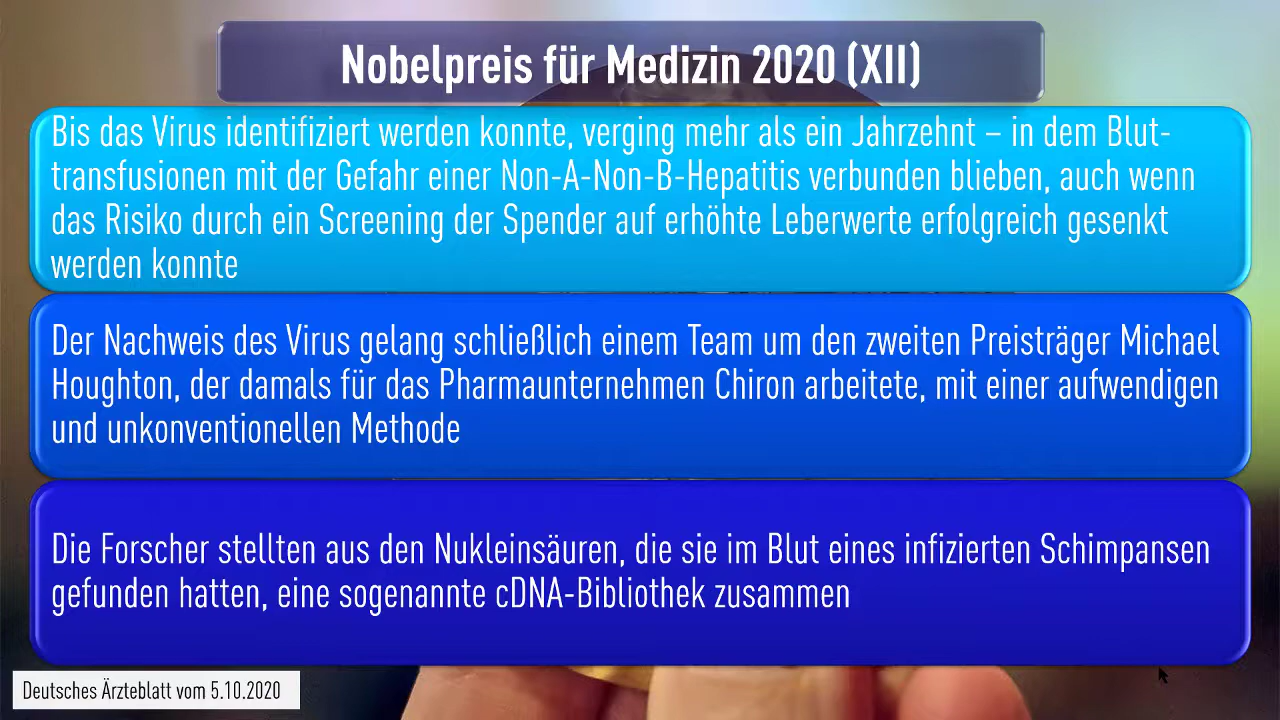 Nobelpreis für Medizin 2020 (XII)
Bis das Virus identifiziert werden konnte, verging mehr als ein Jahrzehnt – in dem Blut-
transfusionen mit der Gefahr einer Non-A-Non-B-Hepatitis verbunden blieben, auch wenn
das Risiko durch ein Screening der Spender auf erhöhte Leberwerte erfolgreich gesenkt
werden konnte
Der Nachweis des Virus gelang schließlich einem Team um den zweiten Preisträger Michael
Houghton, der damals für das Pharmaunternehmen Chiron arbeitete, mit einer aufwendigen
und unkonventionellen Methode
Die Forscher stellten aus den Nukleinsäuren, die sie im Blut eines infizierten Schimpansen
gefunden hatten, eine sogenannte cDNA-Bibliothek zusammen
Deutsches Ärzteblatt vom 5.10.2020